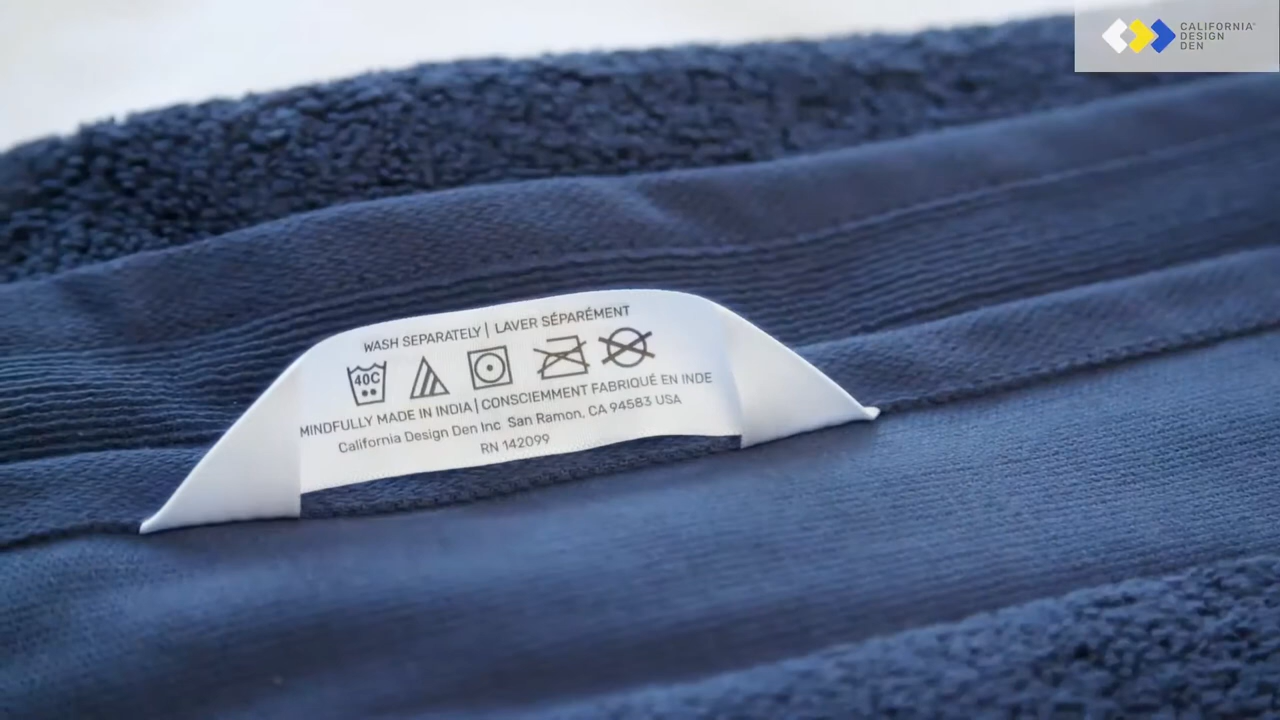 CALIFORNIA
DESIGN
DEN
WASH SEPARATELY | LAVER SÉPARÉMENT
40C
MINDFULLY MADE IN INDIA | CONSCIEMMENT FABRIQUÉ EN INDE
California Design Den Inc San Ramon, CA 94583 USA
RN 142099